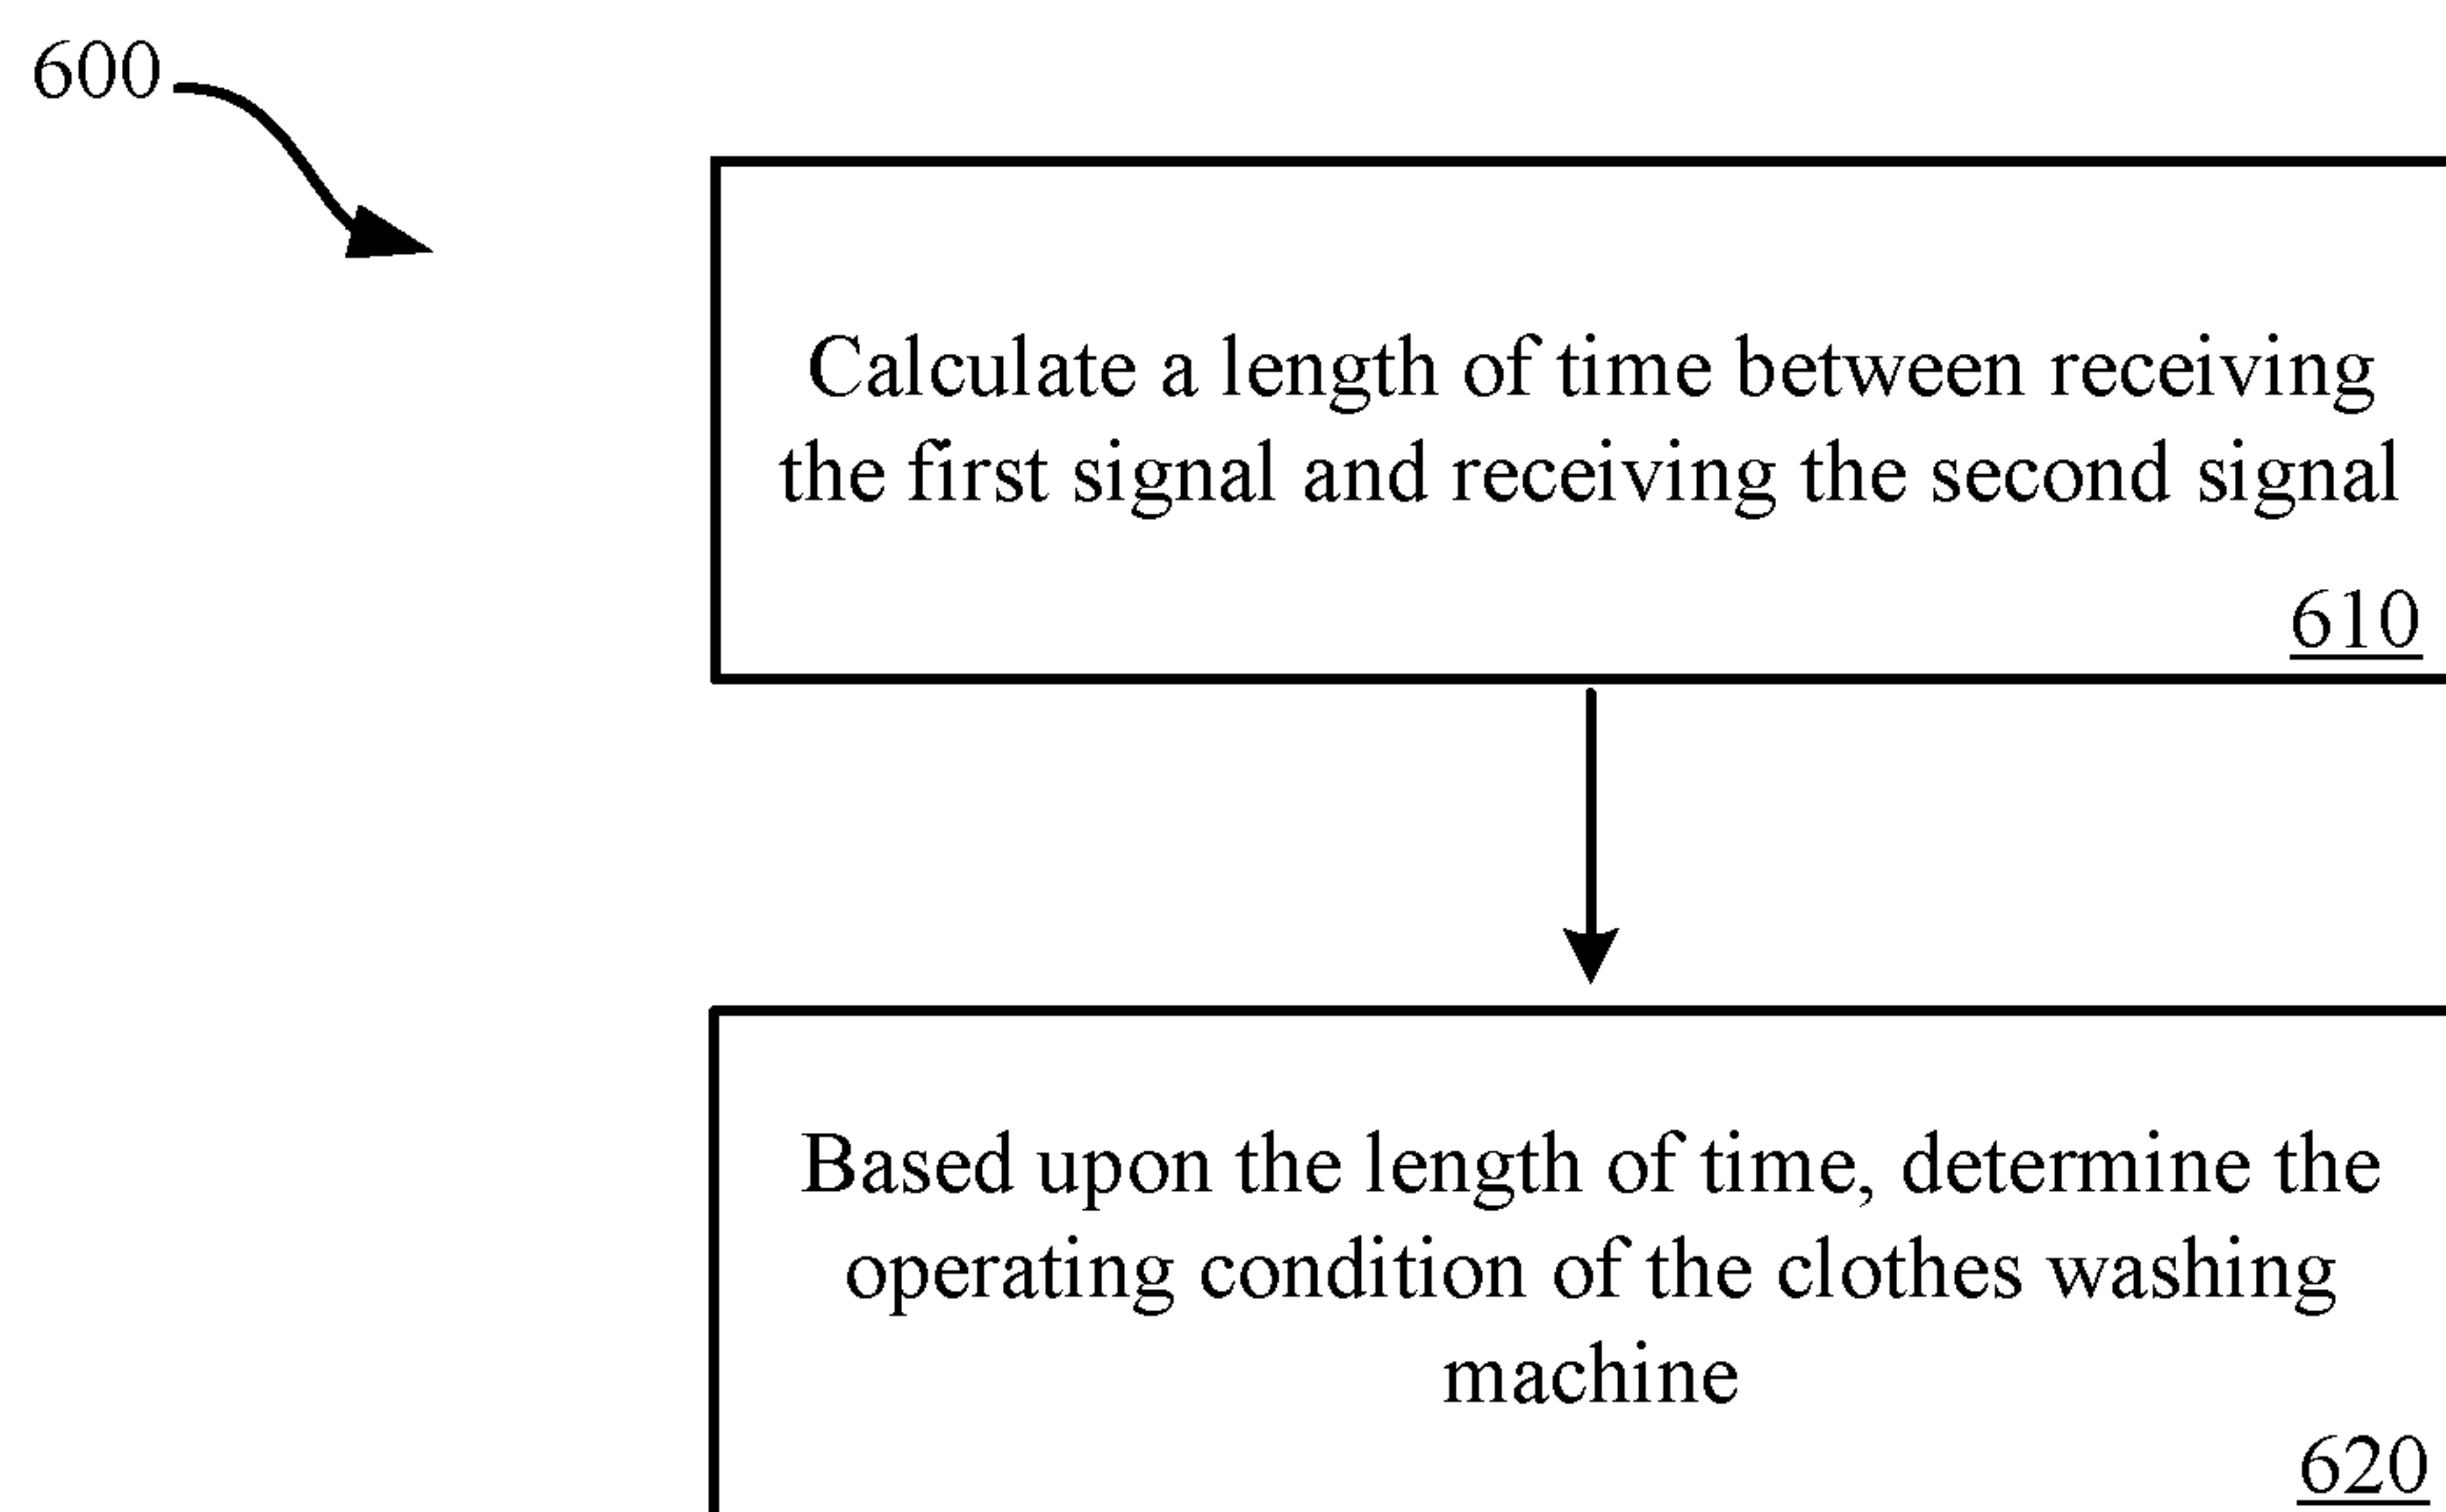 600
Calculate a length of time between receiving
the first signal and receiving the second signal
610
Based upon the length of time, determine the
operating condition of the clothes washing
machine
620